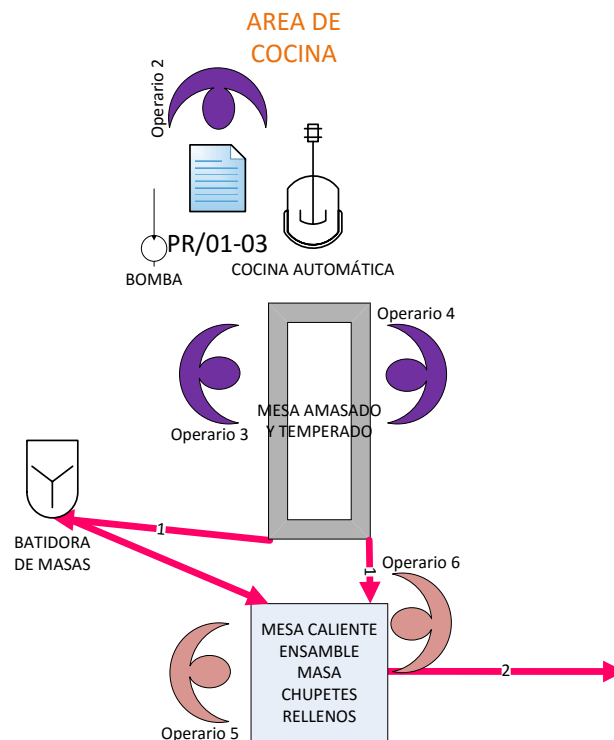 AREA DE
COCINA
Operario 2
PR/01-03
BOMBA
COCINA AUTOMÁTICA
Operario 4
MESA AMASADO
Y TEMPERADO
Operario 3
1
BATIDORA
DE MASAS
1
Operario 6
MESA CALIENTE
ENSAMBLE
MASA
CHUPETES
RELLENOS
2
Operario 5